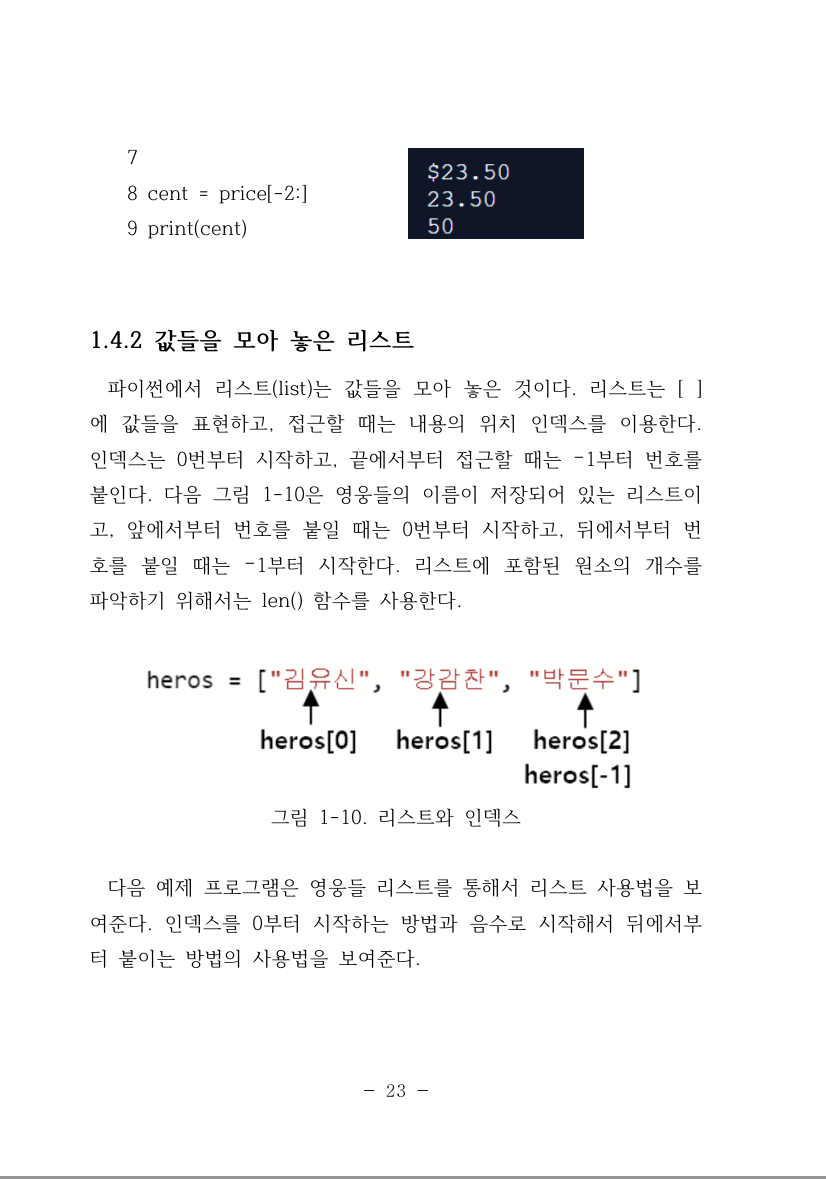 7
8 cent = price[-2:]
9 print(cent)
$23.50
23.50
50
1.4.2 값들을 모아 놓은 리스트
파이썬에서 리스트(list)는 값들을 모아 놓은 것이다. 리스트는 [ ]
에 값들을 표현하고, 접근할 때는 내용의 위치 인덱스를 이용한다.
인덱스는 0번부터 시작하고, 끝에서부터 접근할 때는 -1부터 번호를
붙인다. 다음 그림 1-10은 영웅들의 이름이 저장되어 있는 리스트이
고, 앞에서부터 번호를 붙일 때는 0번부터 시작하고, 뒤에서부터 번
호를 붙일 때는 -1부터 시작한다. 리스트에 포함된 원소의 개수를
파악하기 위해서는 len() 함수를 사용한다.
heros = ["김유신", "강감찬", "박문수"]
heros[0] heros[1] heros[2]
heros[-1]
그림 1-10. 리스트와 인덱스
다음 예제 프로그램은 영웅들 리스트를 통해서 리스트 사용법을 보
여준다. 인덱스를 0부터 시작하는 방법과 음수로 시작해서 뒤에서부
터 붙이는 방법의 사용법을 보여준다.
- 23 -